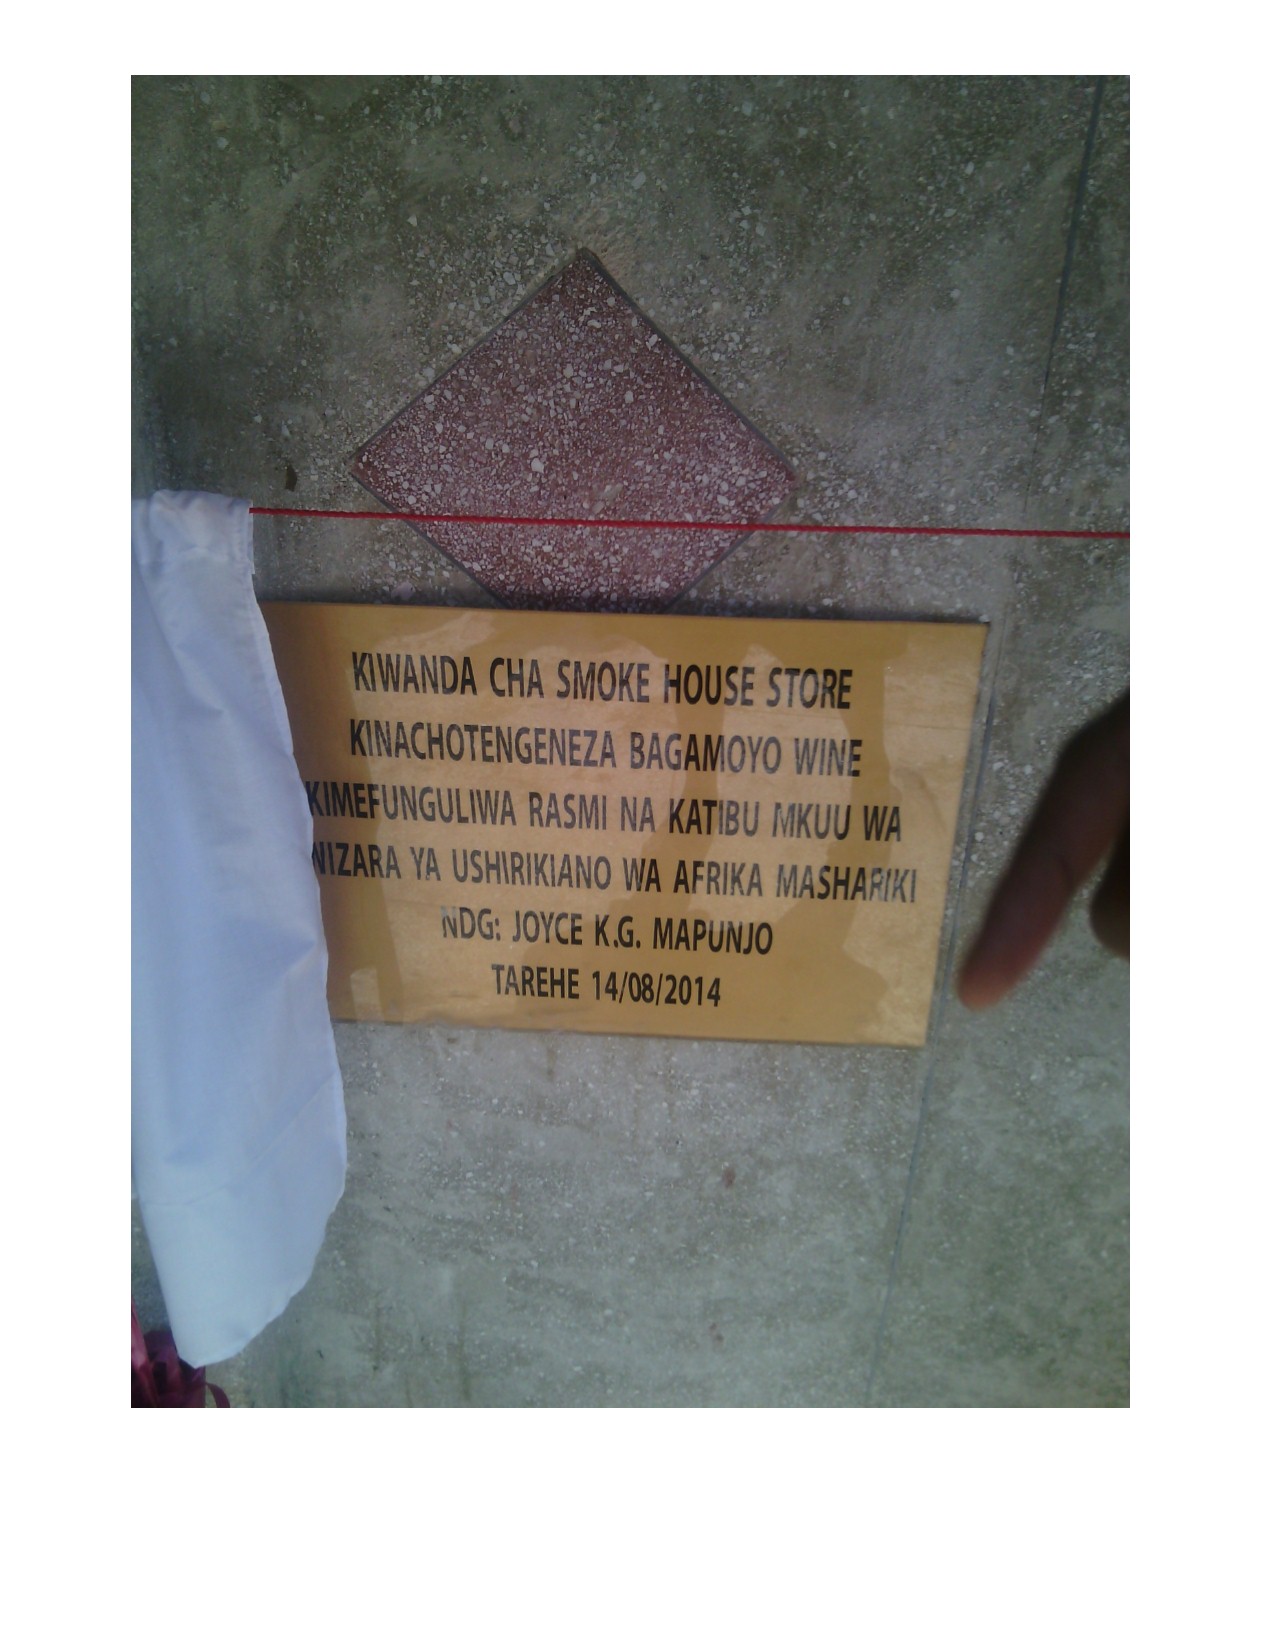 KIWANDA CHA SMOKE HOUSE STORE
KINACHOTENGENEZA BAGAMOYO WINE
KIMEFUNGULIWA RASMI NA KATIBU MKUU WA
WIZARA YA USHIRIKIANO WA AFRIKA MASHARIKI
NDG: JOYCE K.G. MAPUNJO
TAREHE 14/08/2014